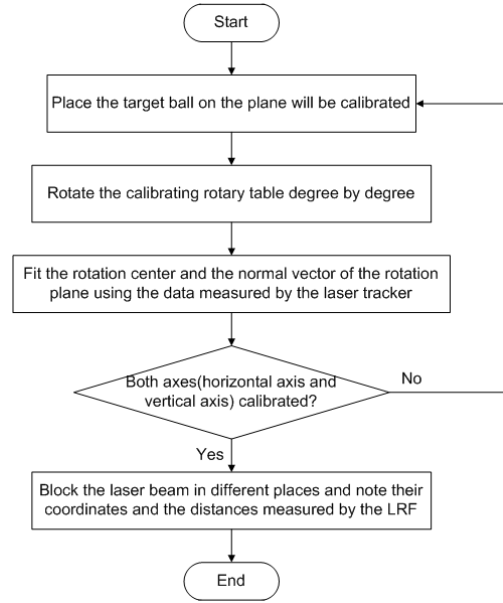 Start
Place the target ball on the plane will be calibrated
Rotate the calibrating rotary table degree by degree
Fit the rotation center and the normal vector of the rotation
plane using the data measured by the laser tracker
Both axes(horizontal axis and
vertical axis) calibrated?
No
Yes
Block the laser beam in different places and note their
coordinates and the distances measured by the LRF
End